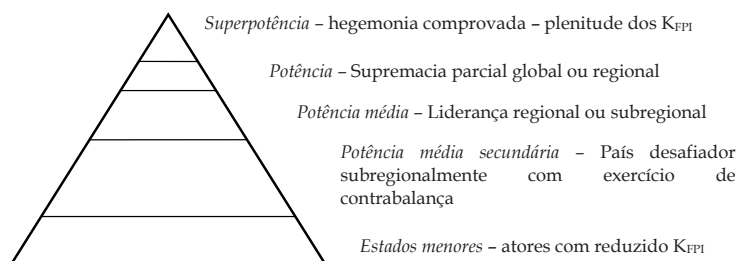 Superpotência – hegemonia comprovada – plenitude dos KFPI
Potência – Supremacia parcial global ou regional
Potência média – Liderança regional ou subregional
Potência média secundária – País desafiador
subregionalmente com exercício de
contrabalança
Estados menores – atores com reduzido KFPI